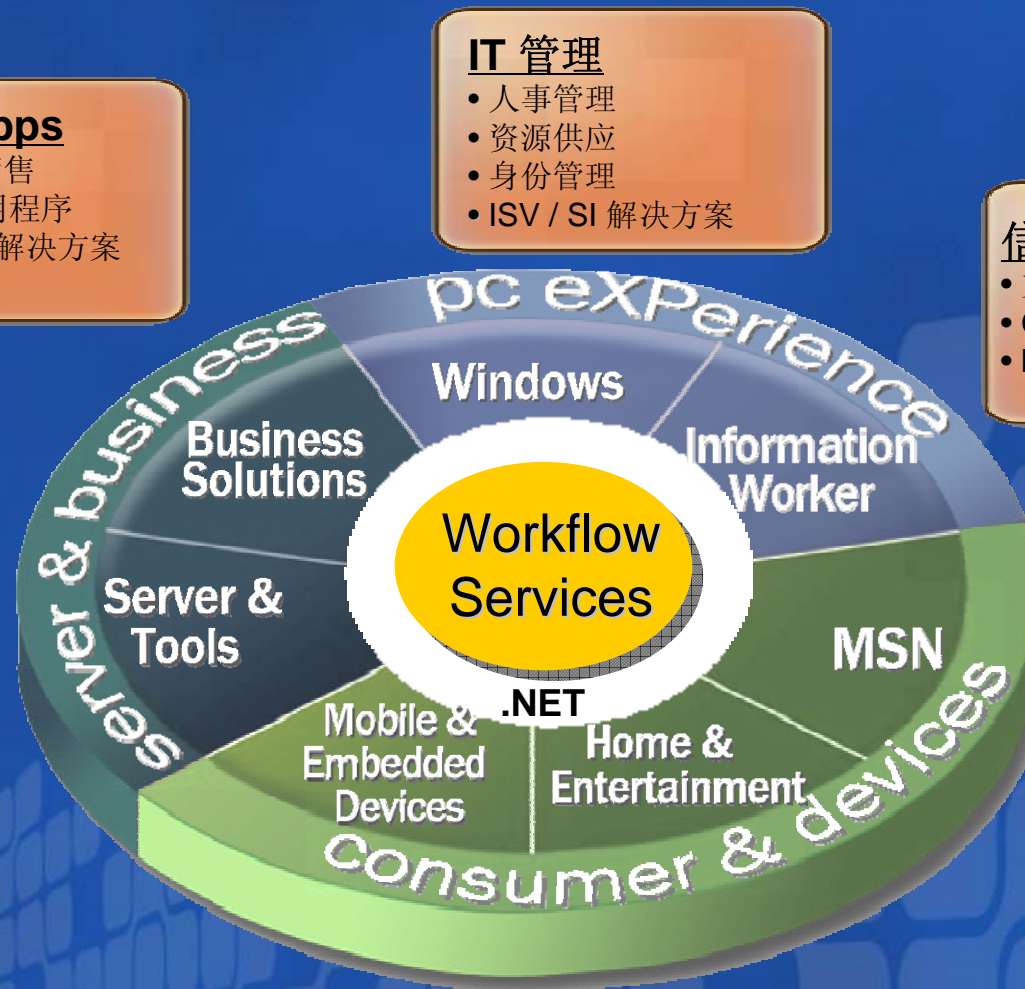 IT 管理
• 人事管理
• 资源供应
• 身份管理
• ISV / SI 解决方案
售
程序
解决方案
pc eXPerience
server & business
consumer & devices
Windows
Information
Worker
Business
Solutions
Server &
Tools
MSN
Mobile &
Embedded
Devices
Home &
Entertainment
Workflow
Services
.NET